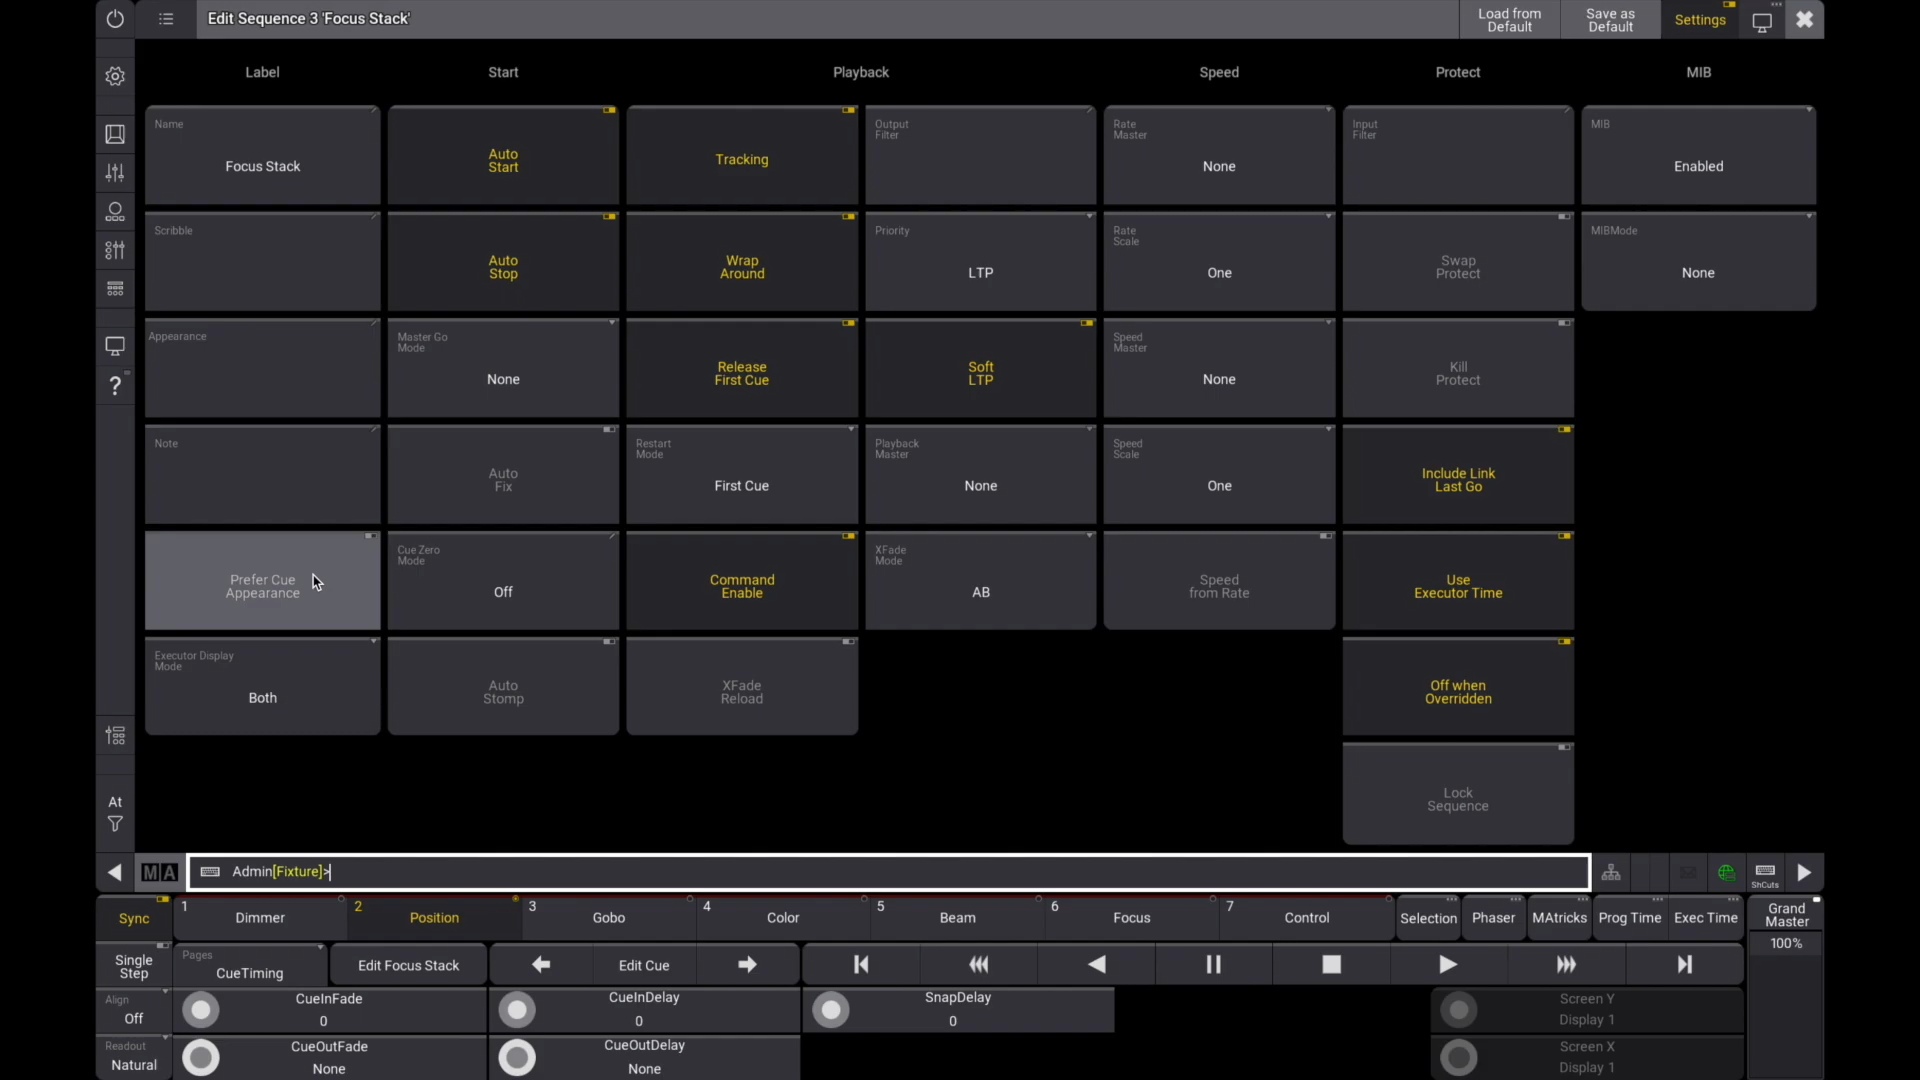 Edit Sequence 3 'Focus Stack'
Load from
Default
Save as
Default
Settings
Label
Start
Playback
Speed
Protect
MIB
Name
Focus Stack
Auto
Start
Tracking
Output
Filter
Rate
Master
None
Input
Filter
MIB
Enabled
Scribble
Auto
Stop
Wrap
Around
Priority
LTP
Rate
Scale
One
Swap
Protect
MIBMode
None
Appearance
Master Go
Mode
None
Release
First Cue
Soft
LTP
Speed
Master
None
Kill
Protect
Note
Auto
Fix
Restart
Mode
First Cue
Playback
Master
None
Speed
Scale
One
Include Link
Last Go
Prefer Cue
Appearance
Cue Zero
Mode
Off
Command
Enable
XFade
Mode
AB
Speed
from Rate
Use
Executor Time
Executor Display
Mode
Both
Auto
Stomp
XFade
Reload
Off when
Overridden
Lock
Sequence
?
At
MA
Admin[Fixture]>
ShCuts
Sync
1 Dimmer
2 Position
3 Gobo
4 Color
5 Beam
6 Focus
7 Control
Selection
Phaser
MAtricks
Prog Time
Exec Time
Grand
Master
100%
Single
Step
Pages
CueTiming
Edit Focus Stack
Edit Cue
Align
Off
CueInFade
0
CueInDelay
0
SnapDelay
0
Screen Y
Display 1
Readout
Natural
CueOutFade
None
CueOutDelay
None
Screen X
Display 1